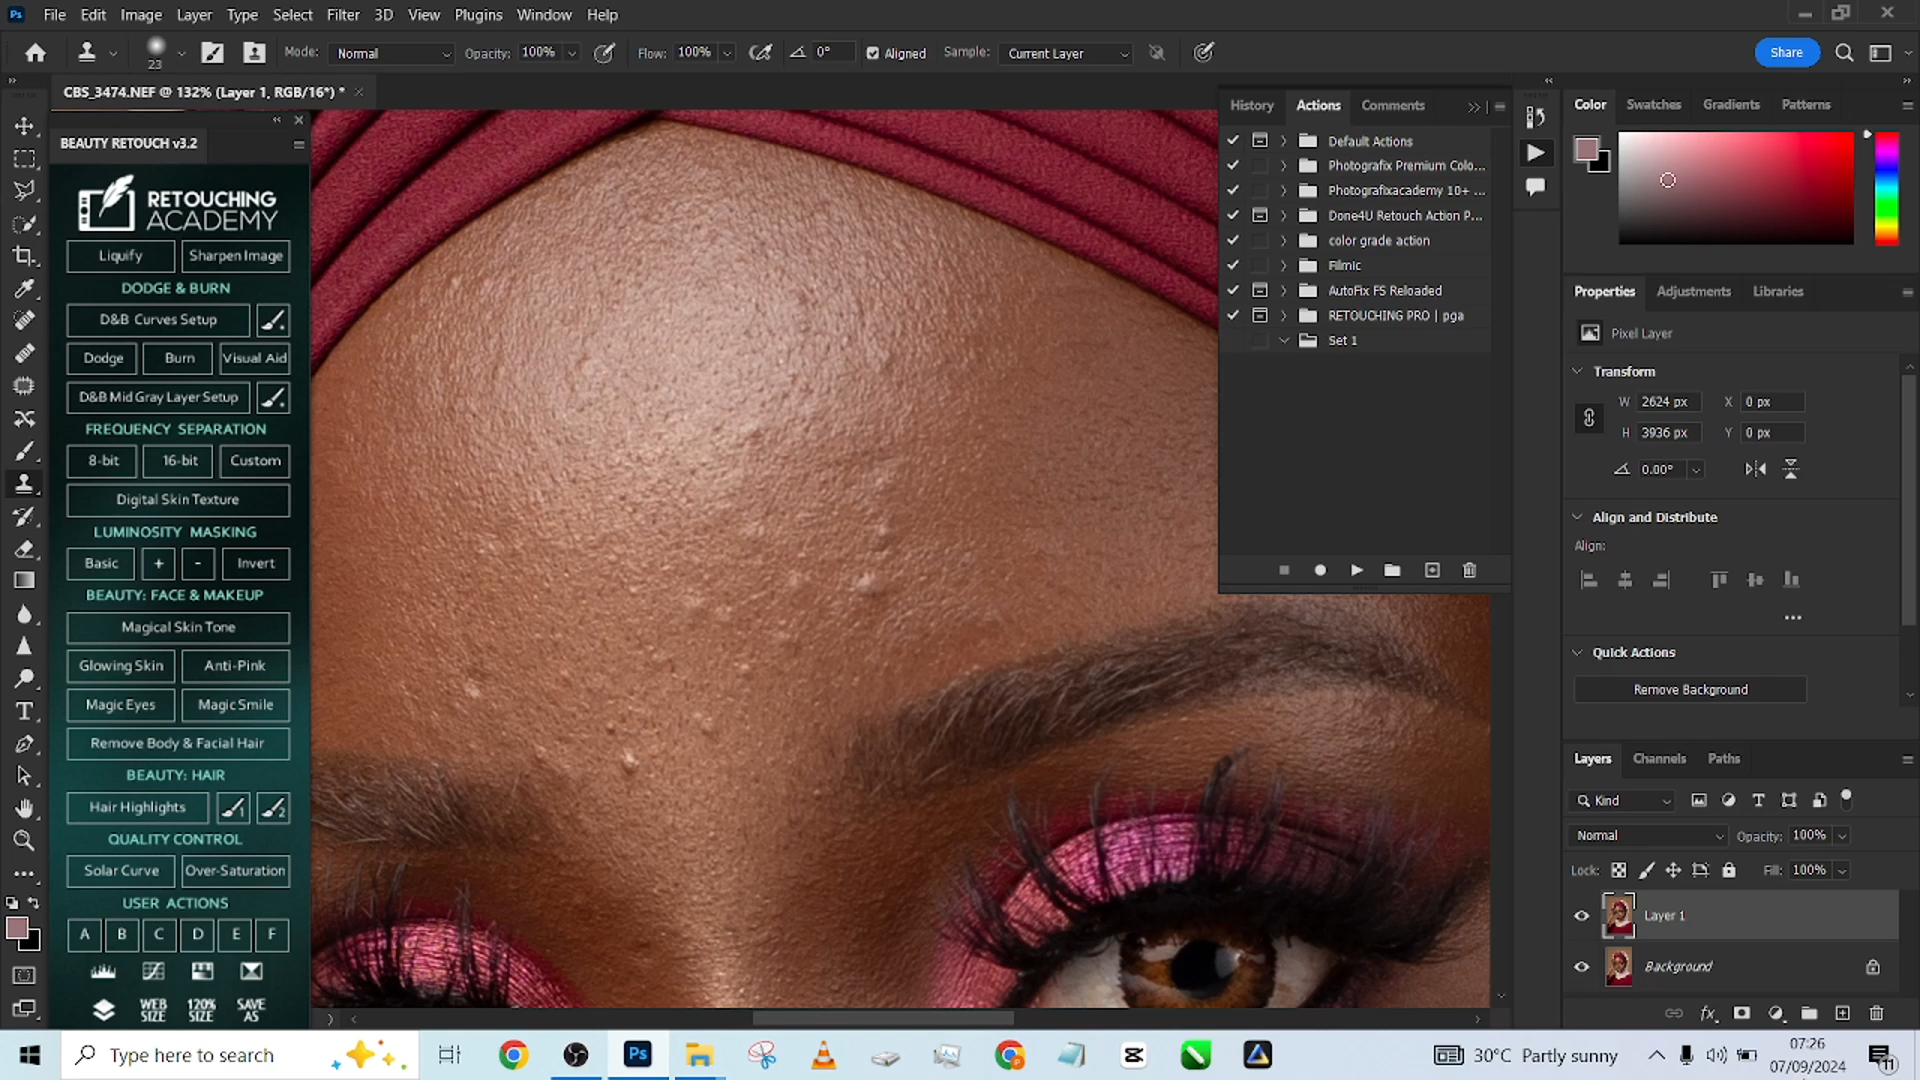 Ps File Edit Image Layer Type Select Filter 3D View Plugins Window Help
23 Mode: Normal Opacity: 100% Flow: 100% 0° Aligned Sample: Current Layer Share
CBS_3474.NEF @ 132% (Layer 1, RGB/16*) *
BEAUTY RETOUCH v3.2
RETOUCHING
ACADEMY
Liquify Sharpen Image
DODGE & BURN
D&B Curves Setup
Dodge Burn Visual Aid
D&B Mid Gray Layer Setup
FREQUENCY SEPARATION
8-bit 16-bit Custom
Digital Skin Texture
LUMINOSITY MASKING
Basic + - Invert
BEAUTY: FACE & MAKEUP
Magical Skin Tone
Glowing Skin Anti-Pink
Magic Eyes Magic Smile
Remove Body & Facial Hair
BEAUTY: HAIR
Hair Highlights 1 2
QUALITY CONTROL
Solar Curve Over-Saturation
USER ACTIONS
A B C D E F
WEB SIZE 120% SIZE SAVE AS
History Actions Comments
Default Actions
Photografix Premium Colo...
Photografixacademy 10+ ...
Done4U Retouch Action P...
color grade action
Filmic
AutoFix FS Reloaded
RETOUCHING PRO | pga
Set 1
Color Swatches Gradients Patterns
Properties Adjustments Libraries
Pixel Layer
Transform
W 2624 px X 0 px
H 3936 px Y 0 px
0.00°
Align and Distribute
Align:
Quick Actions
Remove Background
Layers Channels Paths
Kind
Normal Opacity: 100%
Lock: Fill: 100%
Layer 1
Background
fx
Type here to search Ps 30°C Partly sunny 07:26
07/09/2024 11